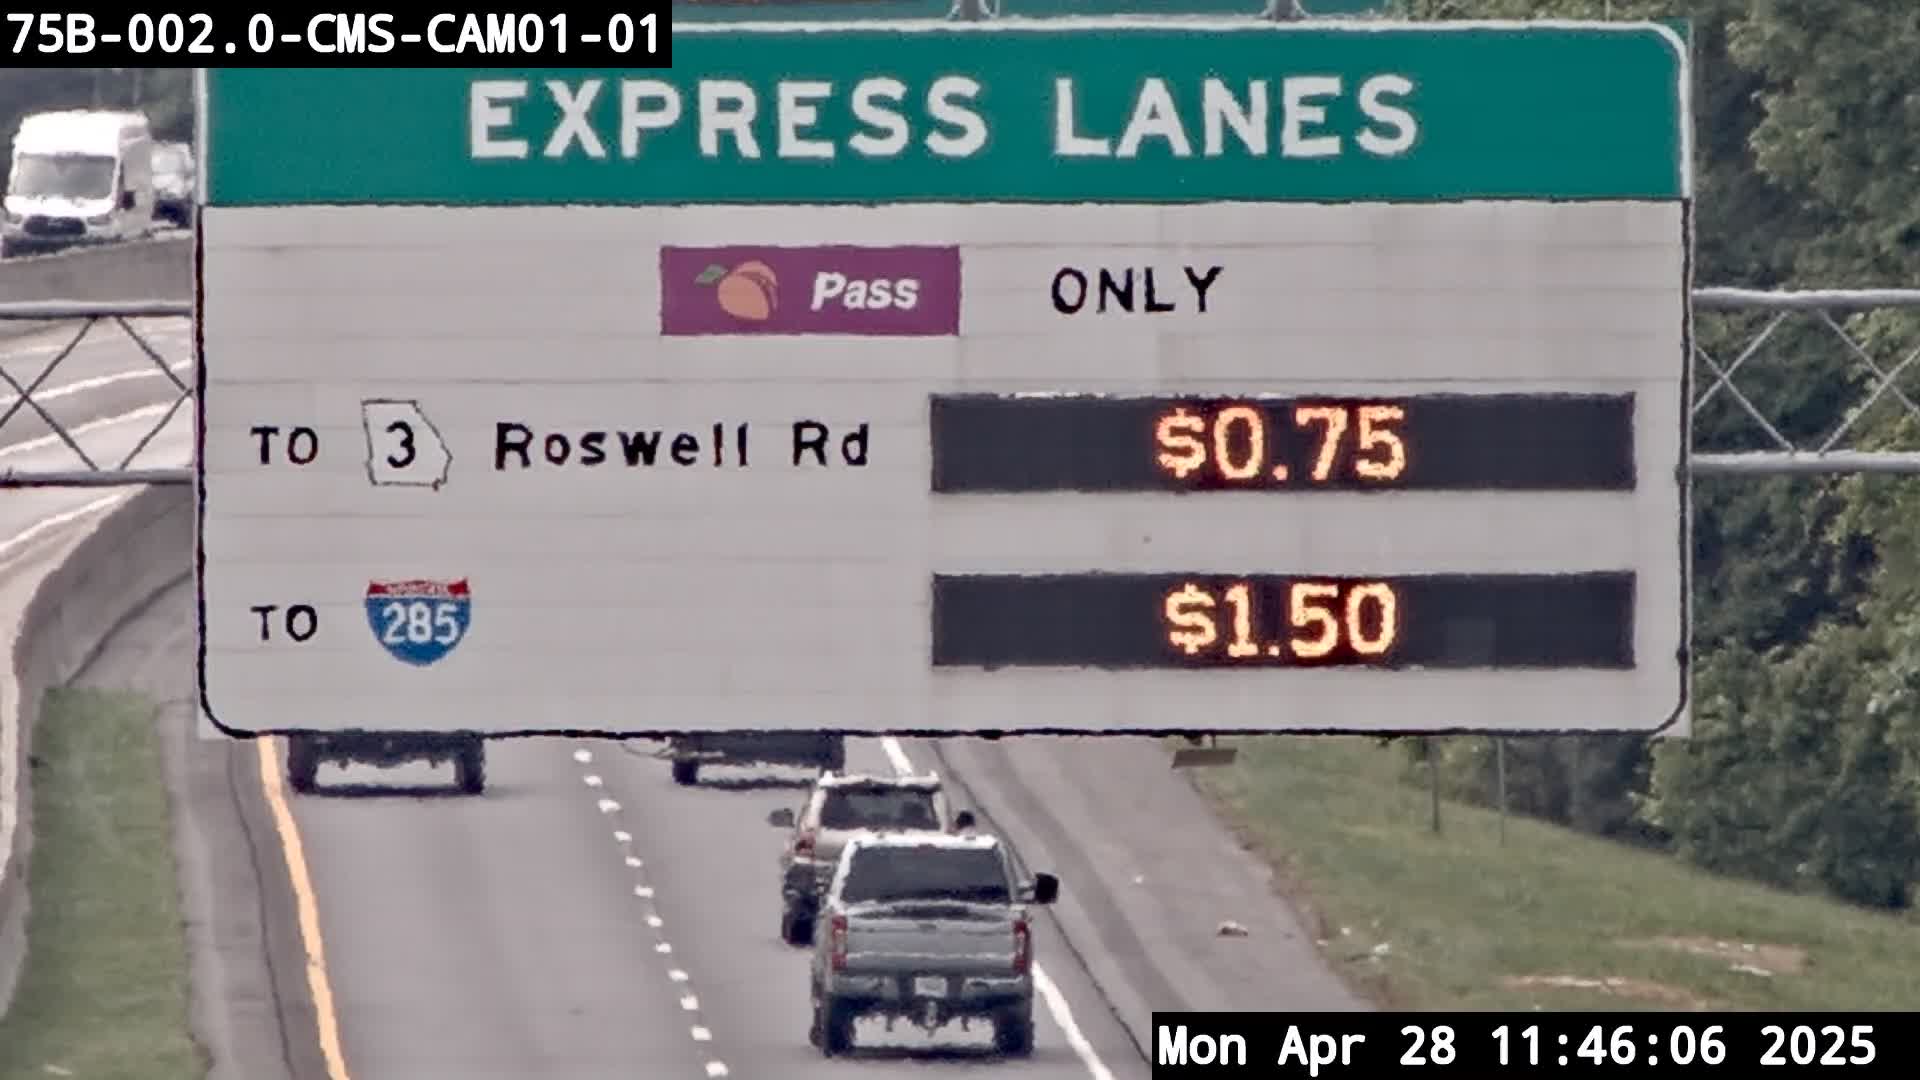 75B-002.0-CMS-CAM01-01
EXPRESS LANES
Pass ONLY
TO 3 Roswell Rd $0.75
TO INTERSTATE 285 $1.50
Mon Apr 28 11:46:06 2025